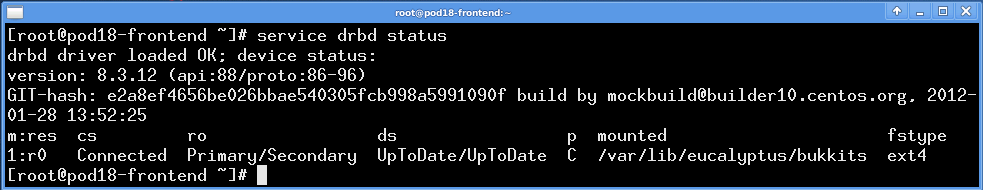 root@pod18-frontend:~
[root@pod18-frontend ~]# service drbd status
drbd driver loaded OK; device status:
version: 8.3.12 (api:88/proto:86-96)
GIT-hash: e2a8ef4656be026bbae540305fcb998a5991090f build by mockbuild@builder10.centos.org, 2012-
01-28 13:52:25
m:res  cs         ro                 ds                 p  mounted                     fstype
1:r0   Connected  Primary/Secondary  UpToDate/UpToDate  C  /var/lib/eucalyptus/bukkits  ext4
[root@pod18-frontend ~]#